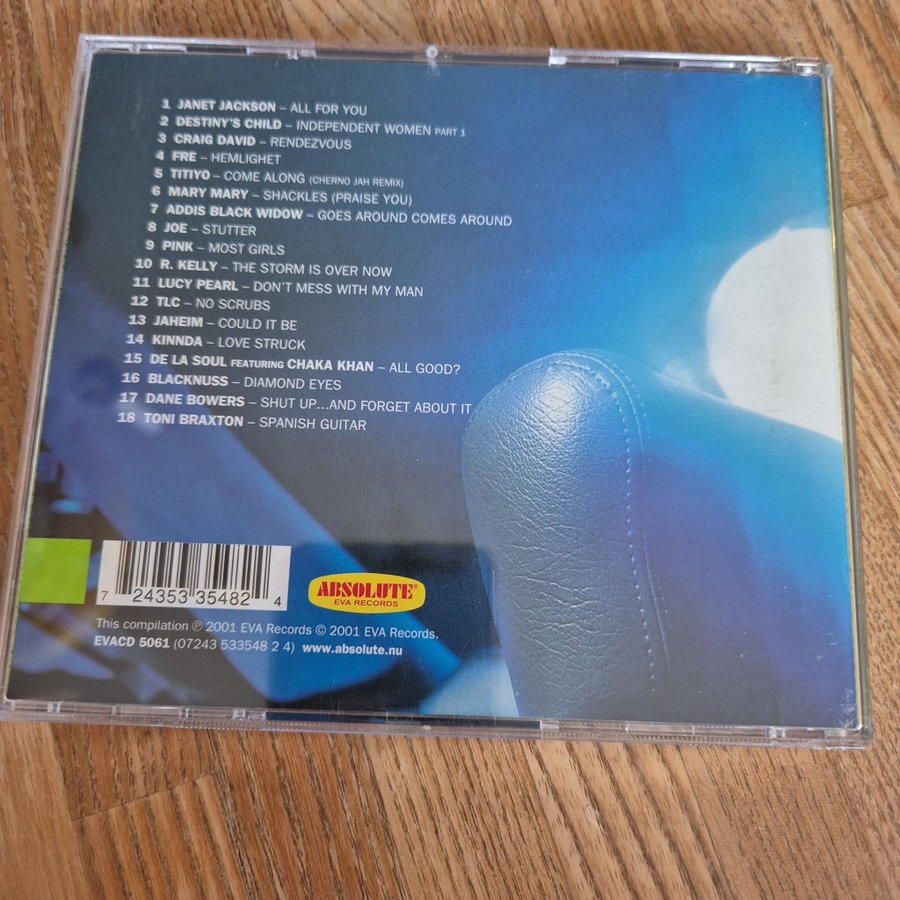 1 JANET JACKSON – ALL FOR YOU
2 DESTINY'S CHILD – INDEPENDENT WOMEN PART 1
3 CRAIG DAVID – RENDEZVOUS
4 FRE – HEMLIGHET
5 TITIYO – COME ALONG (CHERNO JAH REMIX)
6 MARY MARY – SHACKLES (PRAISE YOU)
7 ADDIS BLACK WIDOW – GOES AROUND COMES AROUND
8 JOE – STUTTER
9 PINK – MOST GIRLS
10 R. KELLY – THE STORM IS OVER NOW
11 LUCY PEARL – DON'T MESS WITH MY MAN
12 TLC – NO SCRUBS
13 JAHEIM – COULD IT BE
14 KINNDA – LOVE STRUCK
15 DE LA SOUL FEATURING CHAKA KHAN – ALL GOOD?
16 BLACKNUSS – DIAMOND EYES
17 DANE BOWERS – SHUT UP...AND FORGET ABOUT IT
18 TONI BRAXTON – SPANISH GUITAR
7 24353 35482 4
ABSOLUTE®
EVA RECORDS
This compilation ℗ 2001 EVA Records © 2001 EVA Records.
EVACD 5061 (07243 533548 2 4) www.absolute.nu